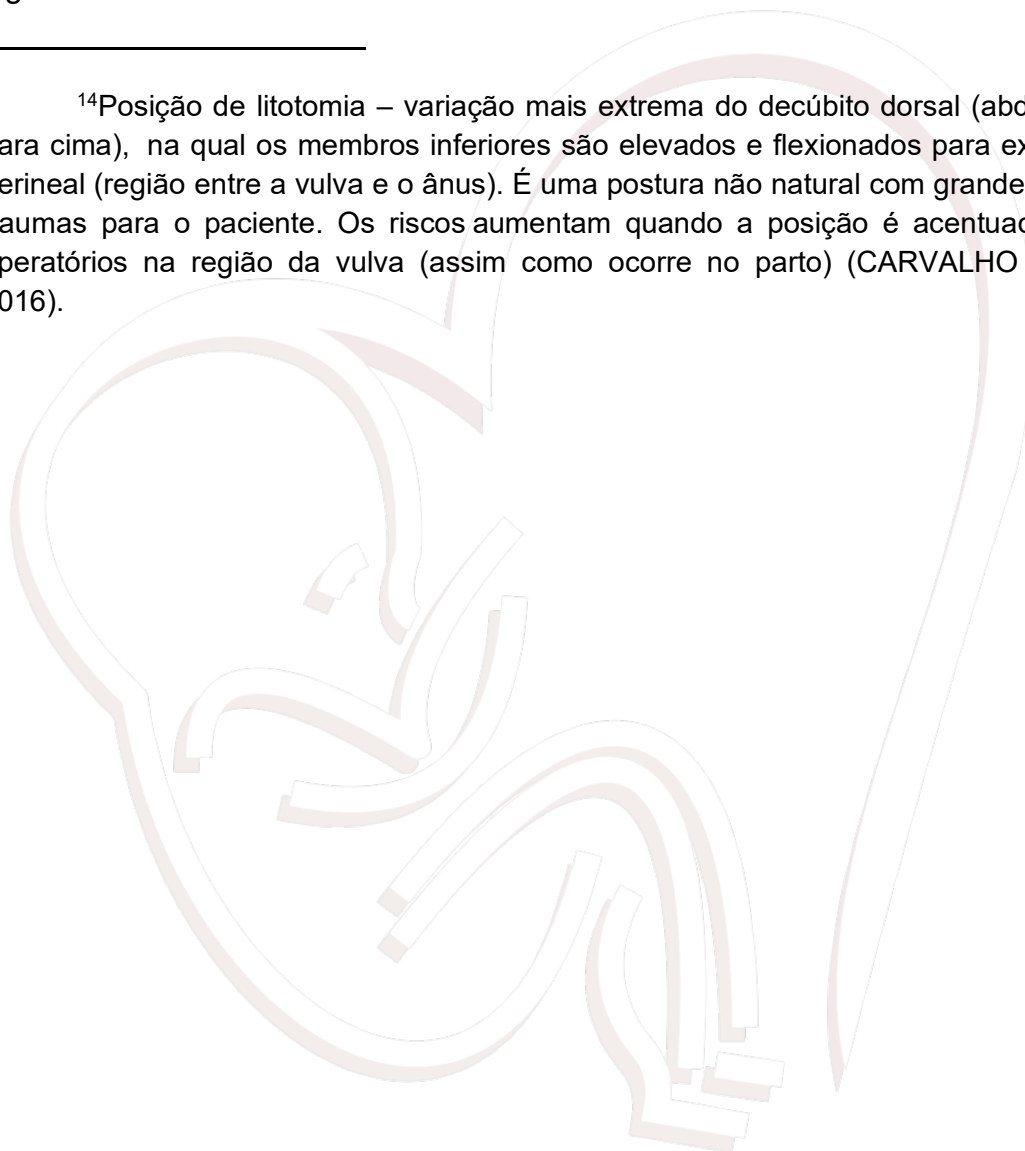 ¹⁴Posição de litotomia – variação mais extrema do decúbito dorsal (abd
ara cima), na qual os membros inferiores são elevados e flexionados para ex
erineal (região entre a vulva e o ânus). É uma postura não natural com grande
aumas para o paciente. Os riscos aumentam quando a posição é acentuad
peratórios na região da vulva (assim como ocorre no parto) (CARVALHO
016).